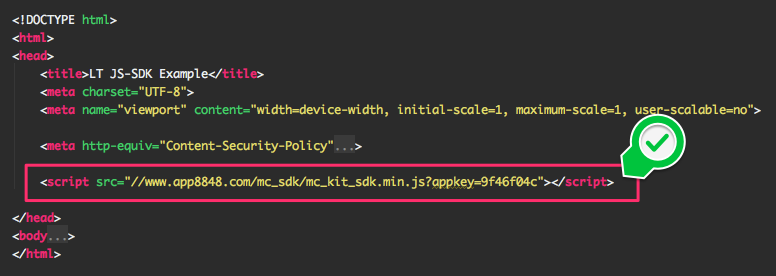 <!DOCTYPE html>
<html>
<head>
<title>LT JS-SDK Example</title>
<meta charset="UTF-8">
<meta name="viewport" content="width=device-width, initial-scale=1, maximum-scale=1, user-scalable=no">
<meta http-equiv="Content-Security-Policy"...>
<script src="//www.app8848.com/mc_sdk/mc_kit_sdk.min.js?appkey=9f46f04c"></script>
</head>
<body...>
</html>